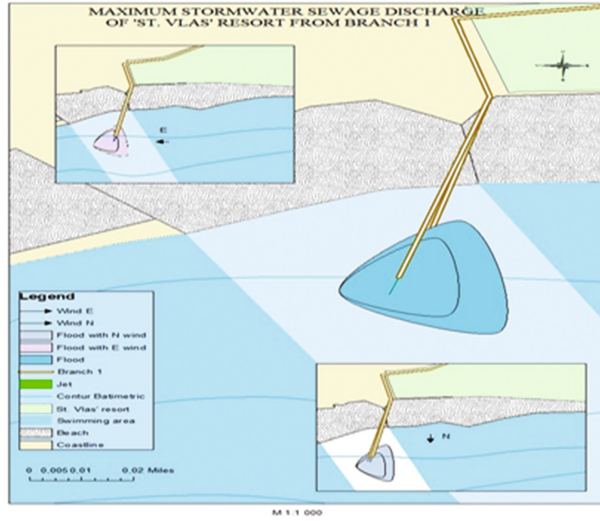 MAXIMUM STORMWATER SEWAGE DISCHARGE
OF 'ST. VLAS' RESORT FROM BRANCH 1
E
Legend
Wind E
Wind N
Flood with N wind
Flood with E wind
Flood
Branch 1
Jet
Contur Batimetric
St. Vlas' resort
Swimming area
Beach
Coastline
0 0.0050.01 0.02 Miles
N
M 1:1 000